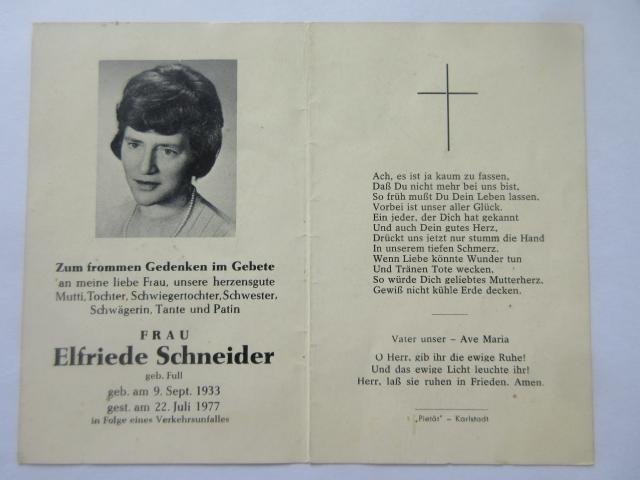 Zum frommen Gedenken im Gebete
an meine liebe Frau, unsere herzensgute
Mutti, Tochter, Schwiegertochter, Schwester,
Schwägerin, Tante und Patin
FRAU
Elfriede Schneider
geb. Full
geb. am 9. Sept. 1933
gest. am 22. Juli 1977
in Folge eines Verkehrsunfalles
Ach, es ist ja kaum zu fassen,
Daß Du nicht mehr bei uns bist,
So früh mußt Du Dein Leben lassen.
Vorbei ist unser aller Glück.
Ein jeder, der Dich hat gekannt
Und auch Dein gutes Herz,
Drückt uns jetzt nur stumm die Hand
In unserem tiefen Schmerz.
Wenn Liebe könnte Wunder tun
Und Tränen Tote wecken,
So würde Dich geliebtes Mutterherz,
Gewiß nicht kühle Erde decken.
Vater unser – Ave Maria
O Herr, gib ihr die ewige Ruhe!
Und das ewige Licht leuchte ihr!
Herr, laß sie ruhen in Frieden. Amen.
„Pietät" – Karlstadt